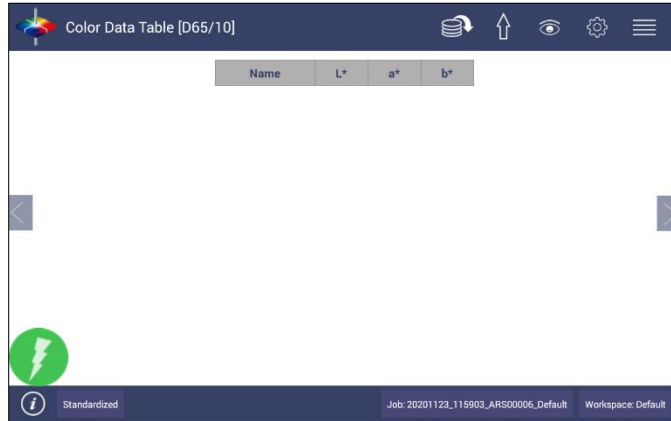 Color Data Table [D65/10]
Name L* a* b*
i Standardized Job: 20201123_115903_ARS00006_Default Workspace: Default